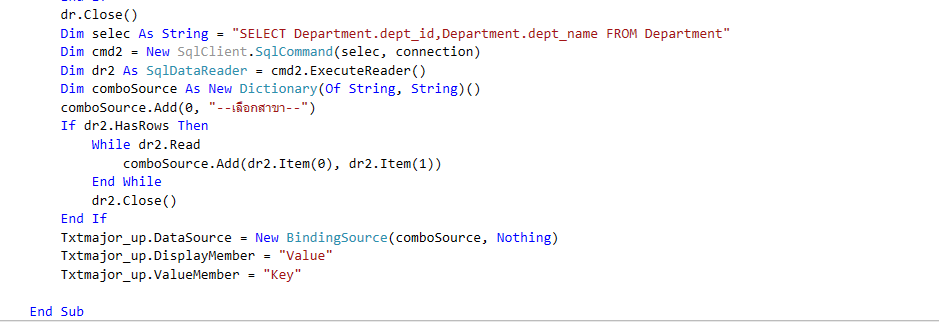 End If
dr.Close()
Dim selec As String = "SELECT Department.dept_id,Department.dept_name FROM Department"
Dim cmd2 = New SqlClient.SqlCommand(selec, connection)
Dim dr2 As SqlDataReader = cmd2.ExecuteReader()
Dim comboSource As New Dictionary(Of String, String)()
comboSource.Add(0, "--เลือกสาขา--")
If dr2.HasRows Then
While dr2.Read
comboSource.Add(dr2.Item(0), dr2.Item(1))
End While
dr2.Close()
End If
Txtmajor_up.DataSource = New BindingSource(comboSource, Nothing)
Txtmajor_up.DisplayMember = "Value"
Txtmajor_up.ValueMember = "Key"
End Sub